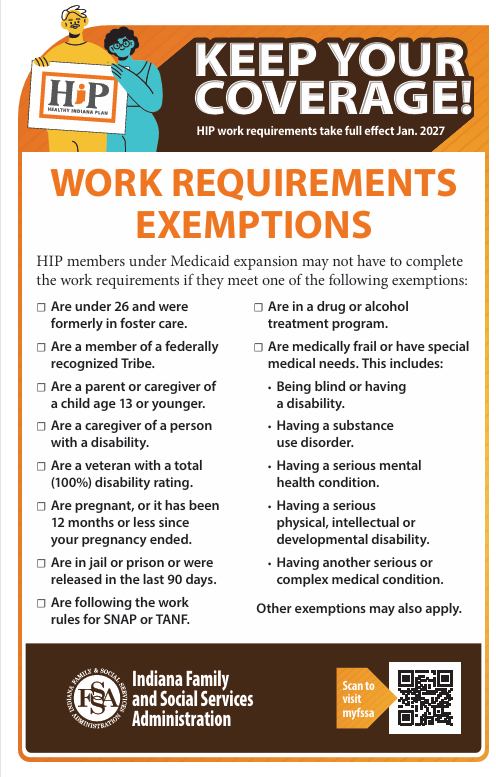 HiP
HEALTHY INDIANA PLAN
KEEP YOUR
COVERAGE!
HIP work requirements take full effect Jan. 2027
WORK REQUIREMENTS
EXEMPTIONS
HIP members under Medicaid expansion may not have to complete
the work requirements if they meet one of the following exemptions:
☐ Are under 26 and were
formerly in foster care.
☐ Are a member of a federally
recognized Tribe.
☐ Are a parent or caregiver of
a child age 13 or younger.
☐ Are a caregiver of a person
with a disability.
☐ Are a veteran with a total
(100%) disability rating.
☐ Are pregnant, or it has been
12 months or less since
your pregnancy ended.
☐ Are in jail or prison or were
released in the last 90 days.
☐ Are following the work
rules for SNAP or TANF.
☐ Are in a drug or alcohol
treatment program.
☐ Are medically frail or have special
medical needs. This includes:
• Being blind or having
a disability.
• Having a substance
use disorder.
• Having a serious mental
health condition.
• Having a serious
physical, intellectual or
developmental disability.
• Having another serious or
complex medical condition.
Other exemptions may also apply.
INDIANA FAMILY & SOCIAL SERVICES ADMINISTRATION
FSSA
Indiana Family
and Social Services
Administration
Scan to
visit
myfssa